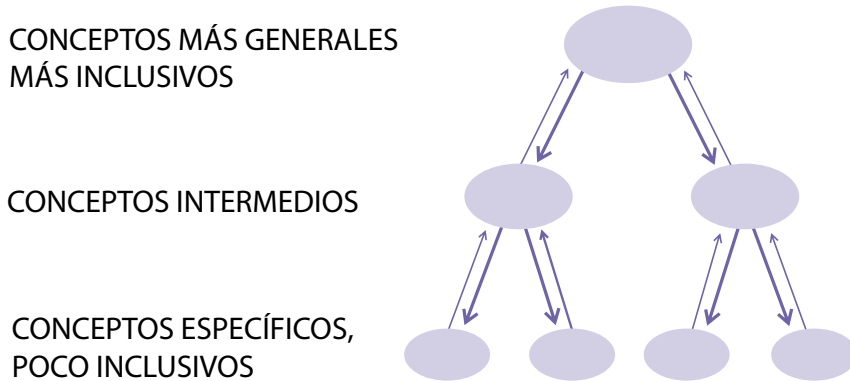 CONCEPTOS MÁS GENERALES
MÁS INCLUSIVOS
CONCEPTOS INTERMEDIOS
CONCEPTOS ESPECÍFICOS,
POCO INCLUSIVOS